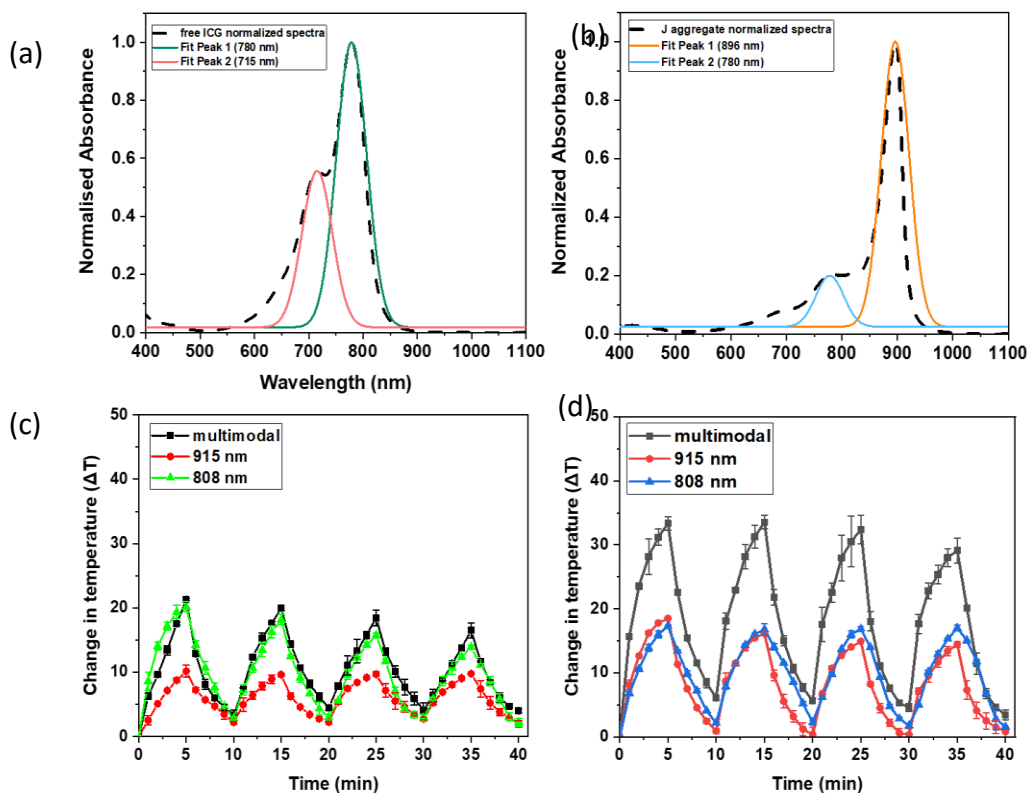 (a)
free ICG normalized spectra
Fit Peak 1 (780 nm)
Fit Peak 2 (715 nm)
Normalised Absorbance
1.0
0.8
0.6
0.4
0.2
0.0
400 500 600 700 800 900 1000 1100
Wavelength (nm)
(b)
J aggregate normalized spectra
Fit Peak 1 (896 nm)
Fit Peak 2 (780 nm)
Normalized Absorbance
1.0
0.8
0.6
0.4
0.2
0.0
400 500 600 700 800 900 1000 1100
(c)
multimodal
915 nm
808 nm
Change in temperature (ΔT)
50
40
30
20
10
0
0 5 10 15 20 25 30 35 40
Time (min)
(d)
multimodal
915 nm
808 nm
Change in temperature (ΔT)
50
40
30
20
10
0
0 5 10 15 20 25 30 35 40
Time (min)